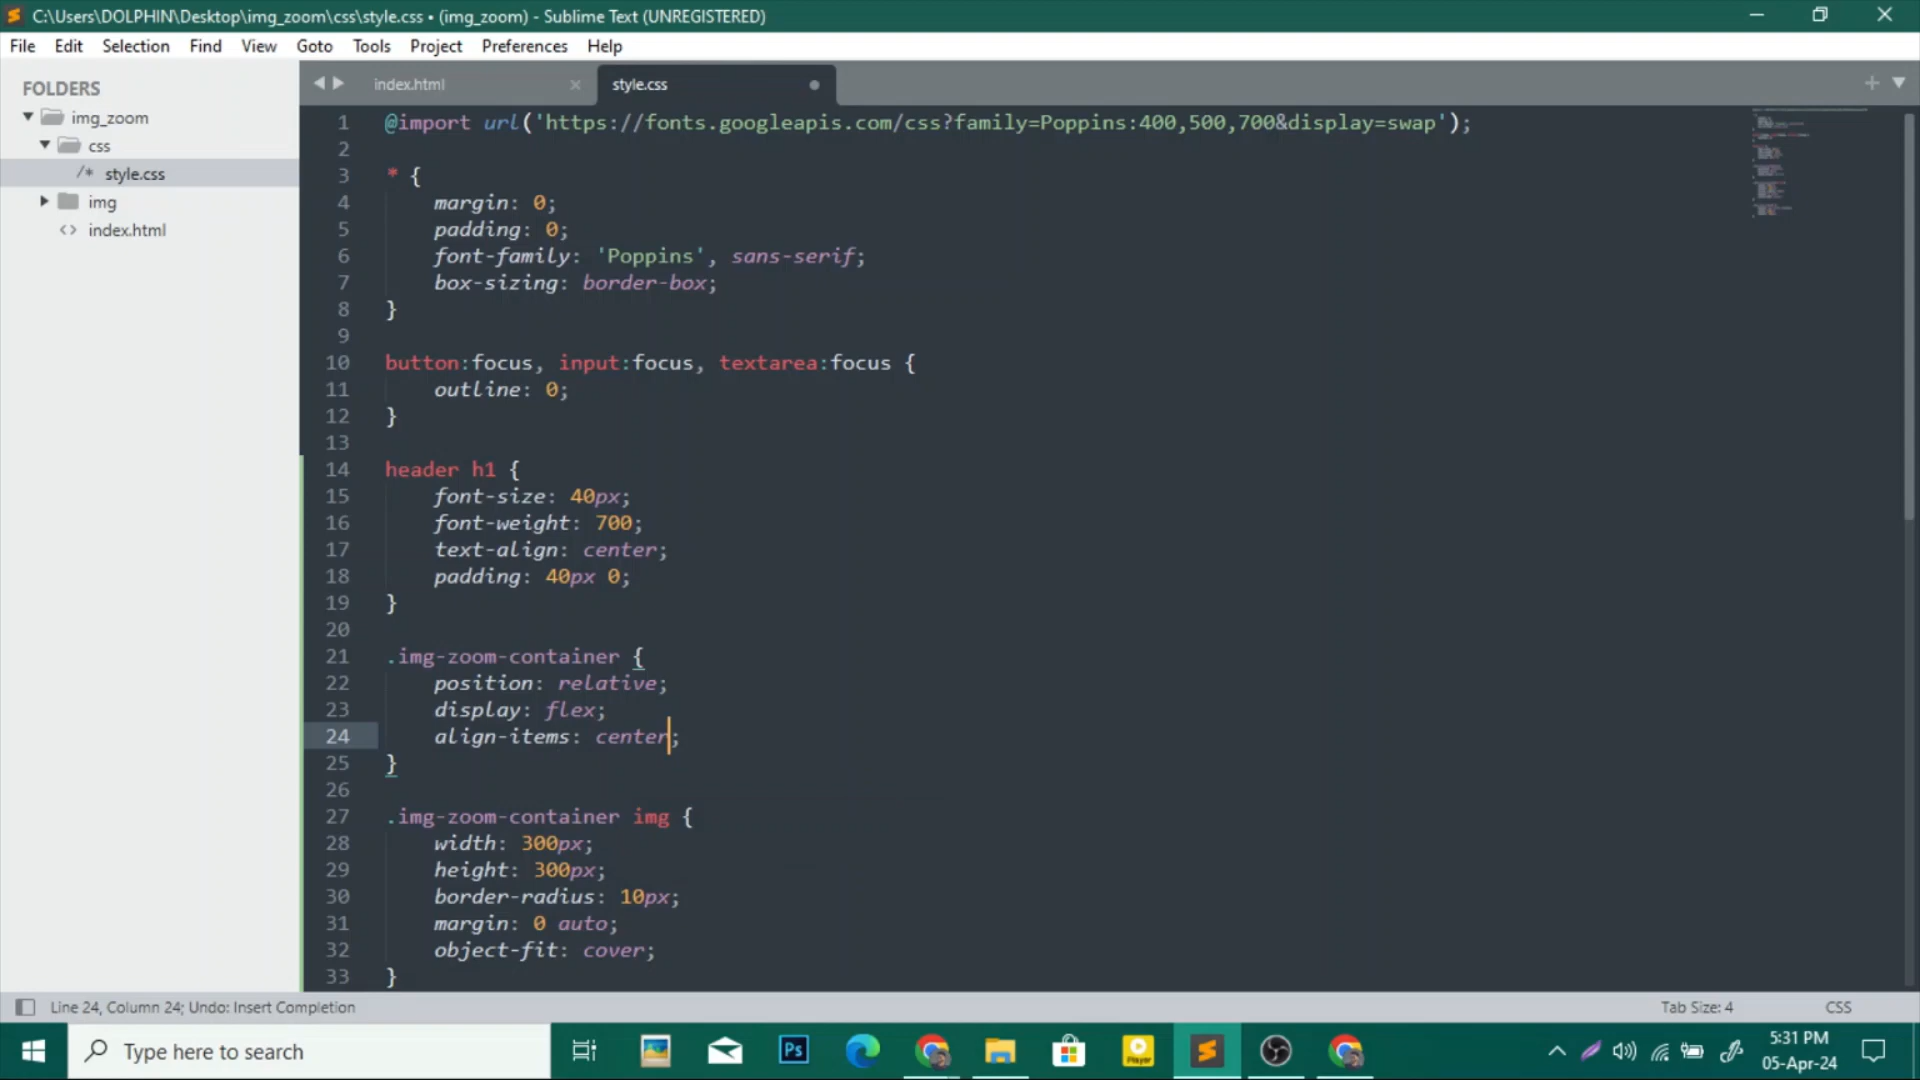 C:\Users\DOLPHIN\Desktop\img_zoom\css\style.css • (img_zoom) - Sublime Text (UNREGISTERED)
File Edit Selection Find View Goto Tools Project Preferences Help
FOLDERS
img_zoom
css
/* style.css
img
<> index.html
index.html
style.css
1 @import url('https://fonts.googleapis.com/css?family=Poppins:400,500,700&display=swap');
2
3 * {
4 margin: 0;
5 padding: 0;
6 font-family: 'Poppins', sans-serif;
7 box-sizing: border-box;
8 }
9
10 button:focus, input:focus, textarea:focus {
11 outline: 0;
12 }
13
14 header h1 {
15 font-size: 40px;
16 font-weight: 700;
17 text-align: center;
18 padding: 40px 0;
19 }
20
21 .img-zoom-container {
22 position: relative;
23 display: flex;
24 align-items: center;
25 }
26
27 .img-zoom-container img {
28 width: 300px;
29 height: 300px;
30 border-radius: 10px;
31 margin: 0 auto;
32 object-fit: cover;
33 }
Line 24, Column 24; Undo: Insert Completion
Tab Size: 4
CSS
Type here to search
Ps
Player
5:31 PM
05-Apr-24